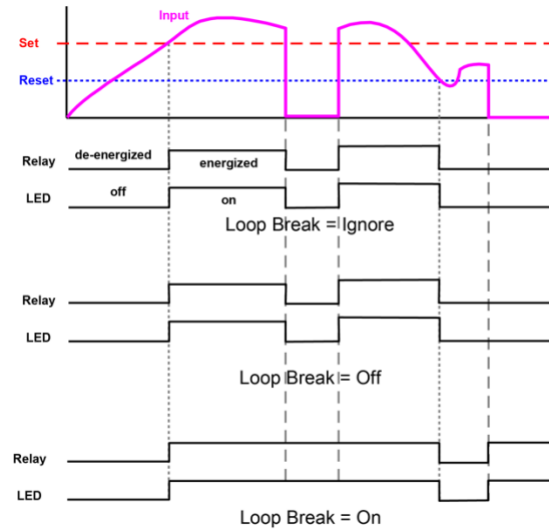 Input
Set
Reset
Relay de-energized energized
LED off on
Loop Break = Ignore
Relay
LED
Loop Break = Off
Relay
LED
Loop Break = On